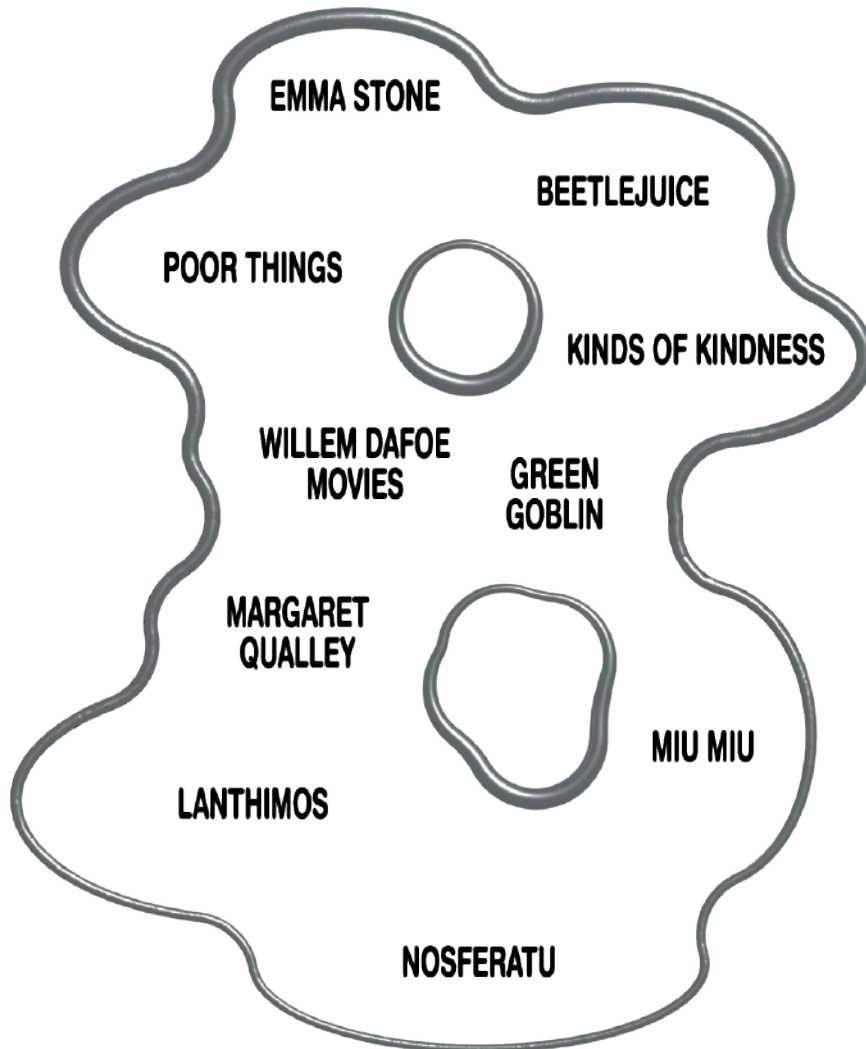 EMMA STONE
BEETLEJUICE
POOR THINGS
KINDS OF KINDNESS
WILLEM DAFOE
MOVIES
GREEN
GOBLIN
MARGARET
QUALLEY
MIU MIU
LANTHIMOS
NOSFERATU